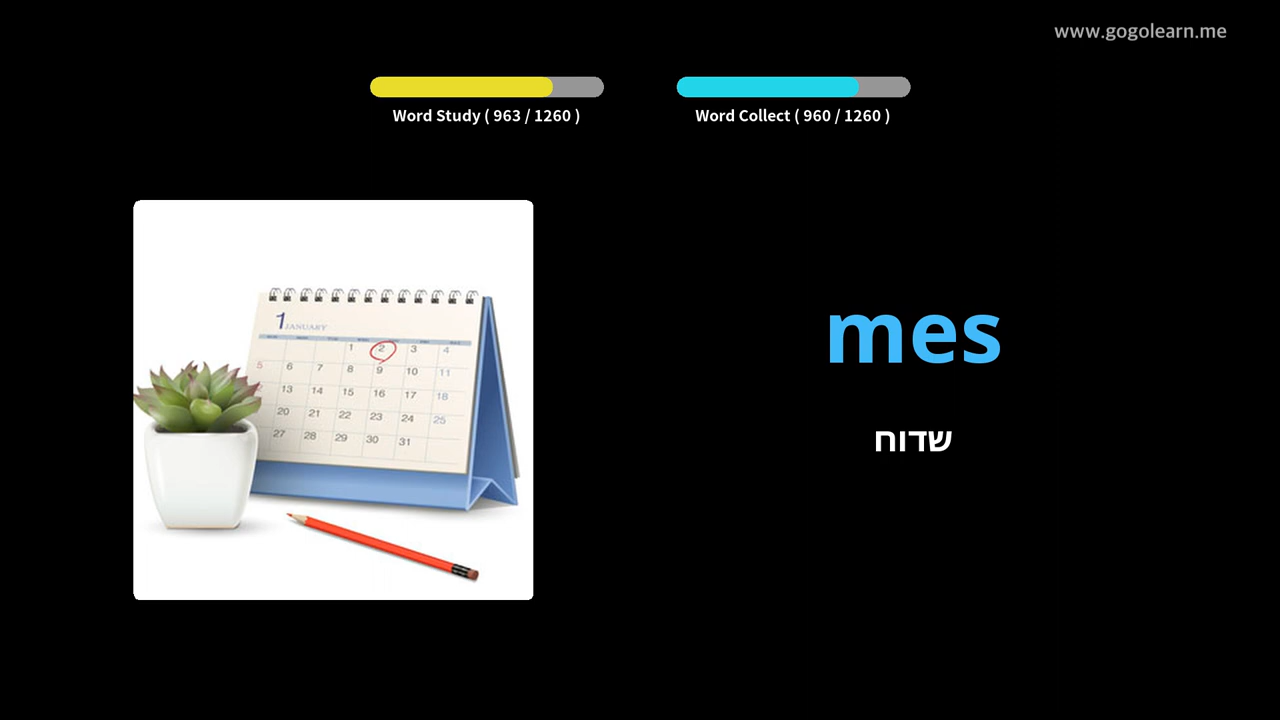 www.gogolearn.me
Word Study ( 963 / 1260 )
Word Collect ( 960 / 1260 )
1 JANUARY
1 2 3 4
5 6 7 8 9 10 11
13 14 15 16 17 18
20 21 22 23 24 25
27 28 29 30 31
mes
שדוח